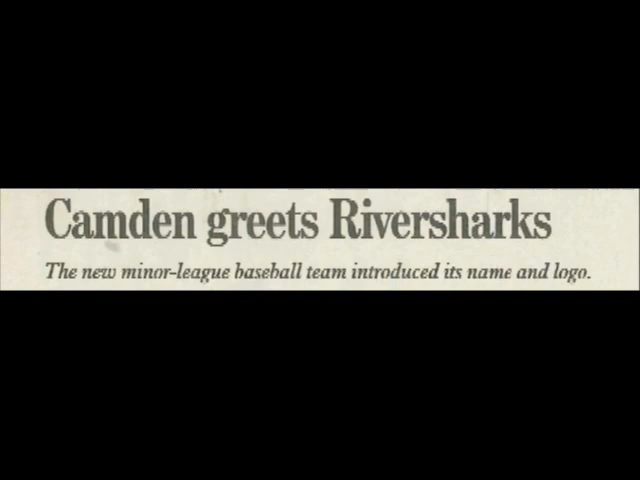 Camden greets Riversharks
The new minor-league baseball team introduced its name and logo.